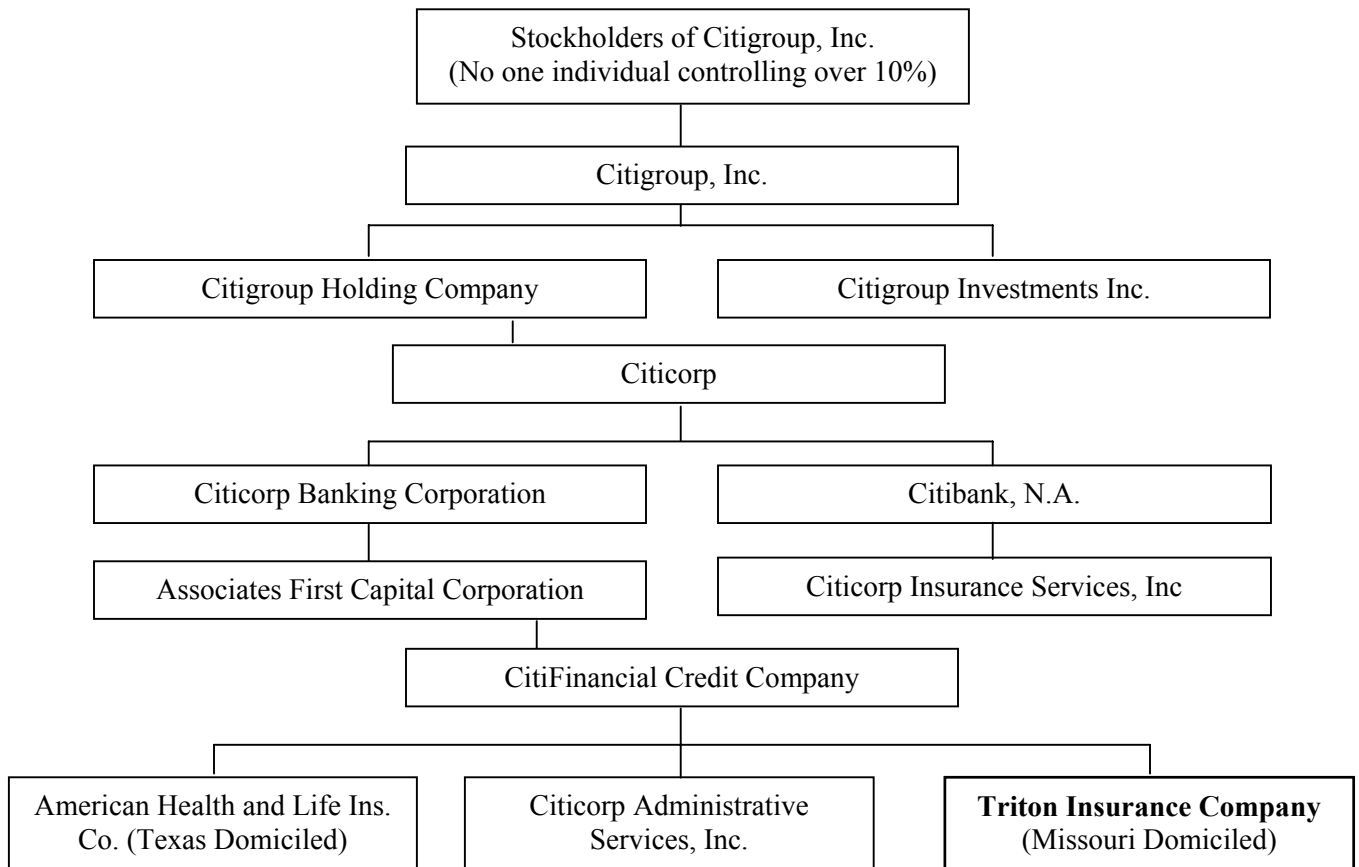 Stockholders of Citigroup, Inc.
(No one individual controlling over 10%)
Citigroup, Inc.
Citigroup Holding Company
Citigroup Investments Inc.
Citicorp
Citicorp Banking Corporation
Citibank, N.A.
Associates First Capital Corporation
Citicorp Insurance Services, Inc
CitiFinancial Credit Company
American Health and Life Ins.
Co. (Texas Domiciled)
Citicorp Administrative
Services, Inc.
Triton Insurance Company
(Missouri Domiciled)